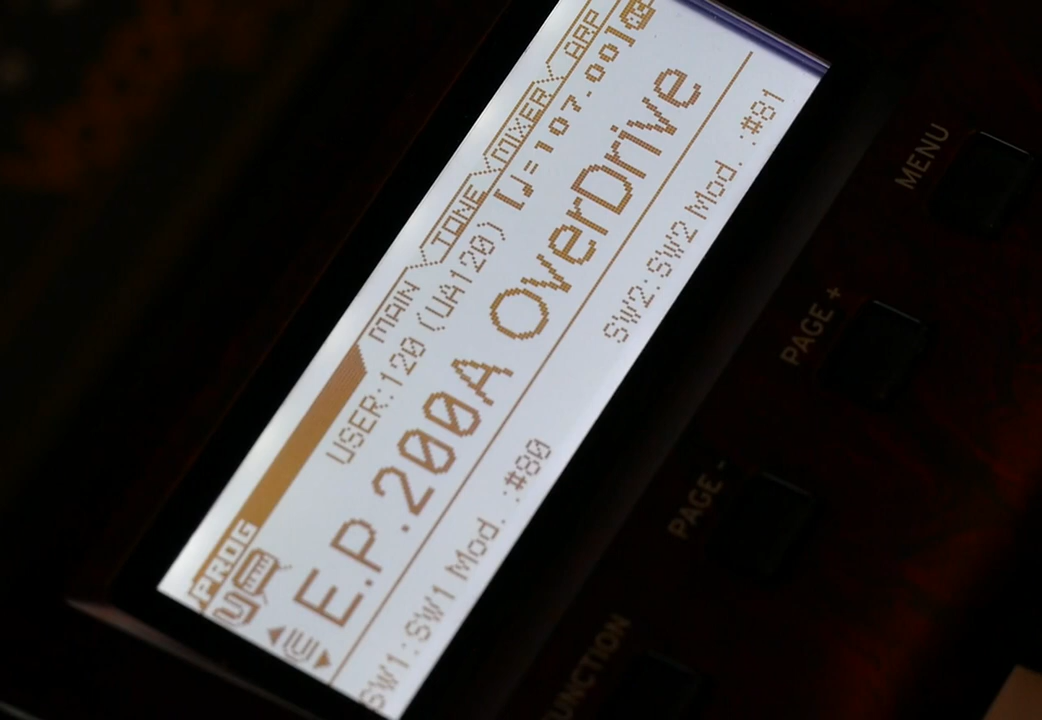 PROG MAIN TONE MIXER ARP
USER:120 (UA120) [♩=107.00]
E.P.200A OverDrive
SW1:SW1 Mod. :#80 SW2:SW2 Mod. :#81
MENU
PAGE +
PAGE -
FUNCTION